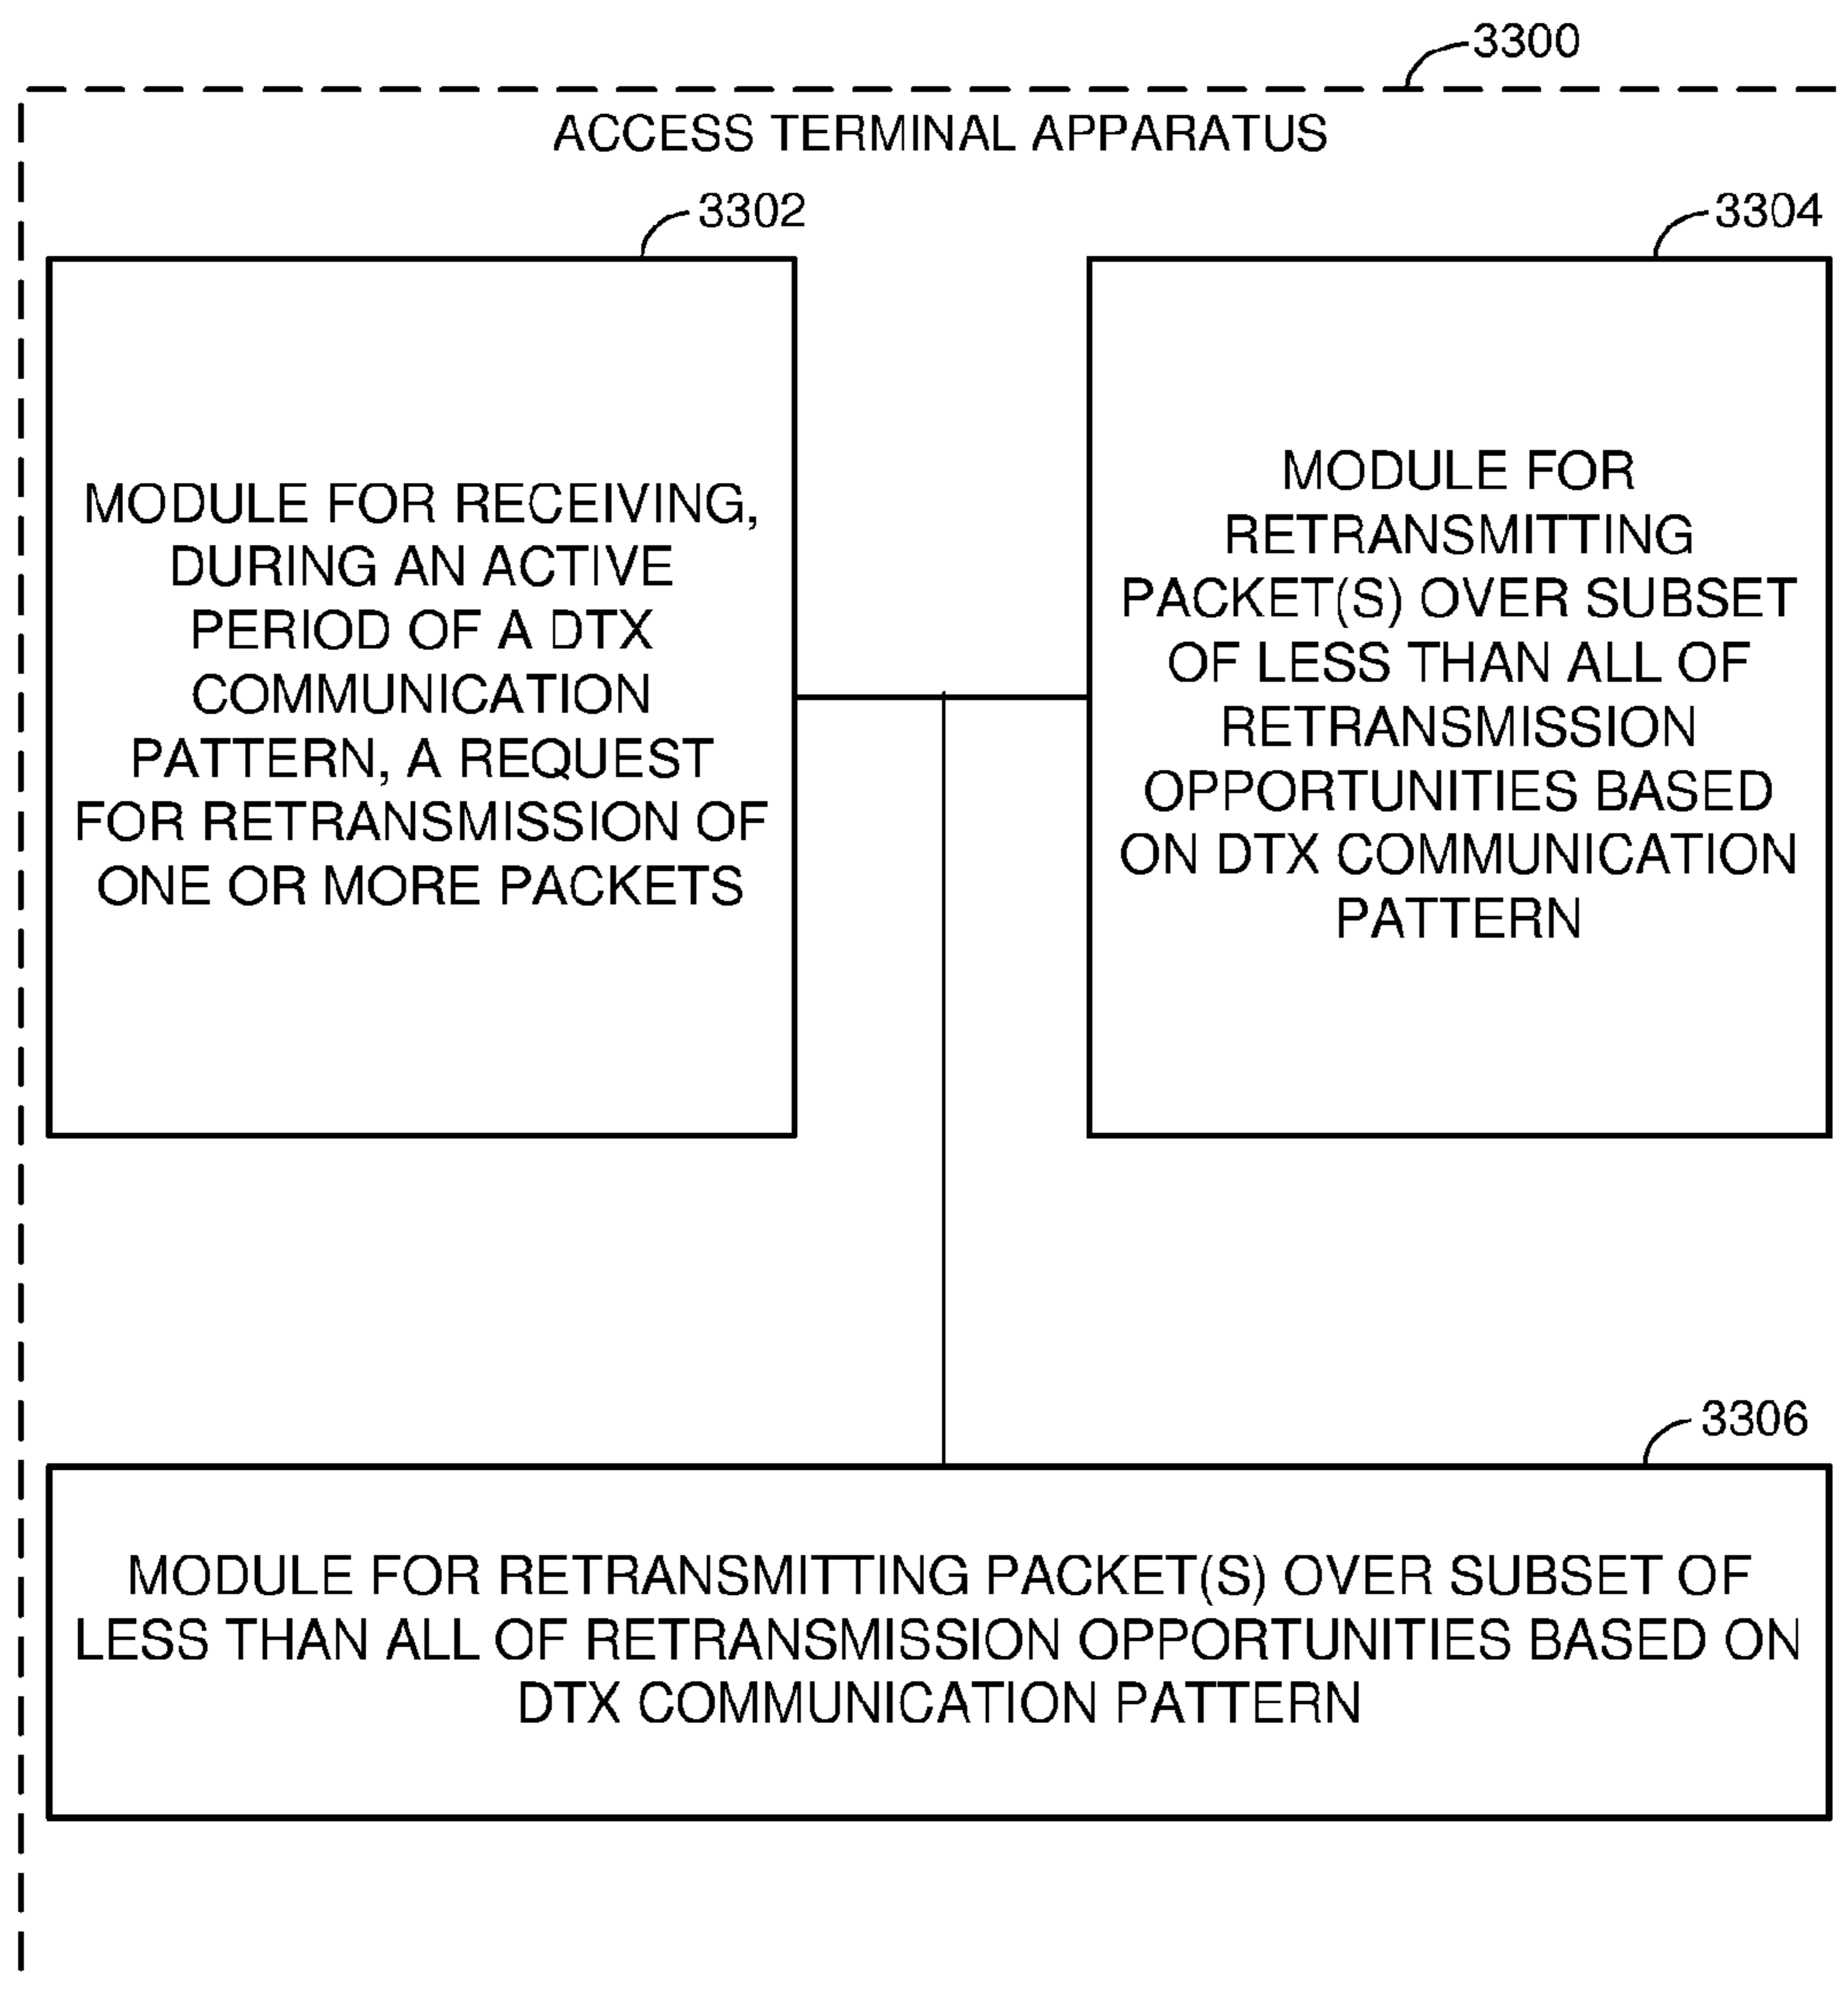 3300
ACCESS TERMINAL APPARATUS
3302
MODULE FOR RECEIVING,
DURING AN ACTIVE
PERIOD OF A DTX
COMMUNICATION
PATTERN, A REQUEST
FOR RETRANSMISSION OF
ONE OR MORE PACKETS
3304
MODULE FOR
RETRANSMITTING
PACKET(S) OVER SUBSET
OF LESS THAN ALL OF
RETRANSMISSION
OPPORTUNITIES BASED
ON DTX COMMUNICATION
PATTERN
3306
MODULE FOR RETRANSMITTING PACKET(S) OVER SUBSET OF
LESS THAN ALL OF RETRANSMISSION OPPORTUNITIES BASED ON
DTX COMMUNICATION PATTERN